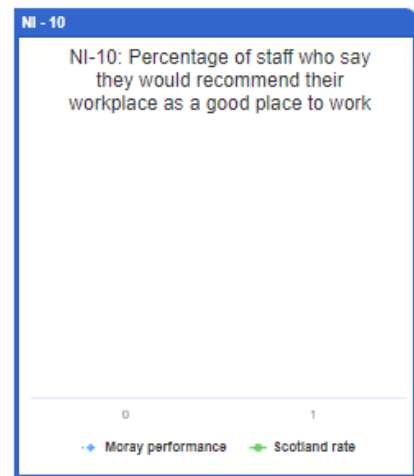 NI - 10
NI-10: Percentage of staff who say
they would recommend their
workplace as a good place to work
0 1
Moray performance Scotland rate